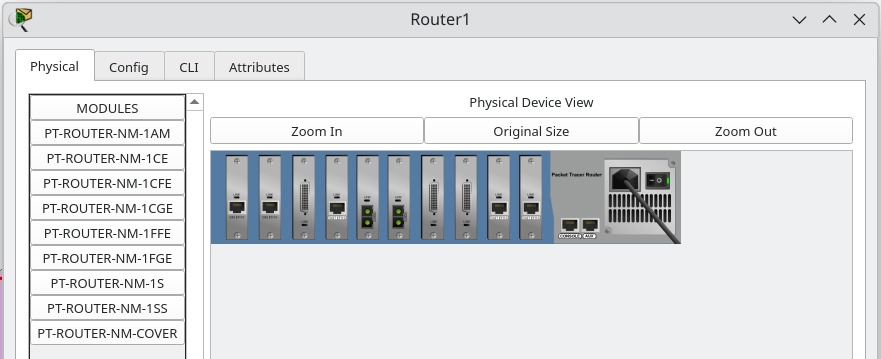 Router1
Physical
Config
CLI
Attributes
MODULES
PT-ROUTER-NM-1AM
PT-ROUTER-NM-1CE
PT-ROUTER-NM-1CFE
PT-ROUTER-NM-1CGE
PT-ROUTER-NM-1FFE
PT-ROUTER-NM-1FGE
PT-ROUTER-NM-1S
PT-ROUTER-NM-1SS
PT-ROUTER-NM-COVER
Physical Device View
Zoom In
Original Size
Zoom Out
Packet Tracer Router
CONSOLE
AUX